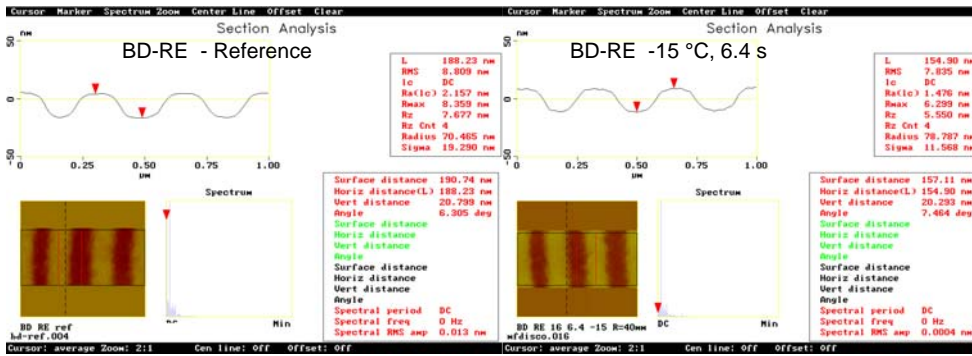 Cursor Marker Spectrum Zoom Center Line Offset Clear
Section Analysis
BD-RE - Reference
nm
50
0
-50
0 0.25 0.50 0.75 1.00
µm
L 188.23 nm
RMS 8.809 nm
lc DC
Ra(lc) 2.157 nm
Rmax 8.359 nm
Rz 7.677 nm
Rz Cnt 4
Radius 70.465 nm
Sigma 19.290 nm
Spectrum
DC Min
Surface distance 190.74 nm
Horiz distance(L) 188.23 nm
Vert distance 20.799 nm
Angle 6.305 deg
Surface distance
Horiz distance
Vert distance
Angle
Surface distance
Horiz distance
Vert distance
Angle
Spectral period DC
Spectral freq 0 Hz
Spectral RMS amp 0.013 nm
BD RE ref
bd-ref.004
Cursor: average Zoom: 2:1 Cen line: Off Offset: Off
Cursor Marker Spectrum Zoom Center Line Offset Clear
Section Analysis
BD-RE -15 °C, 6.4 s
nm
50
0
-50
0 0.25 0.50 0.75 1.00
µm
L 154.90 nm
RMS 7.835 nm
lc DC
Ra(lc) 1.476 nm
Rmax 6.299 nm
Rz 5.550 nm
Rz Cnt 4
Radius 78.787 nm
Sigma 11.568 nm
Spectrum
DC Min
Surface distance 157.11 nm
Horiz distance(L) 154.90 nm
Vert distance 20.293 nm
Angle 7.464 deg
Surface distance
Horiz distance
Vert distance
Angle
Surface distance
Horiz distance
Vert distance
Angle
Spectral period DC
Spectral freq 0 Hz
Spectral RMS amp 0.0004 nm
BD RE 16 6.4 -15 R=40mm
mfdisco.016
Cursor: average Zoom: 2:1 Cen line: Off Offset: Off